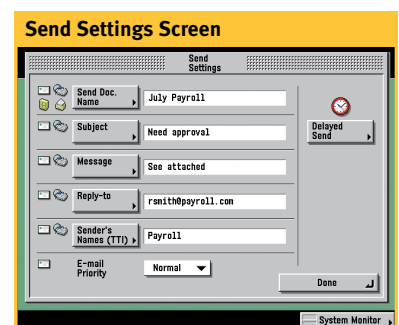 Send Settings Screen
Send
Settings
Send Doc.
Name
July Payroll
Subject
Need approval
Delayed
Send
Message
See attached
Reply-to
rsmith@payroll.com
Sender's
Names (TTI)
Payroll
E-mail
Priority
Normal
Done
System Monitor